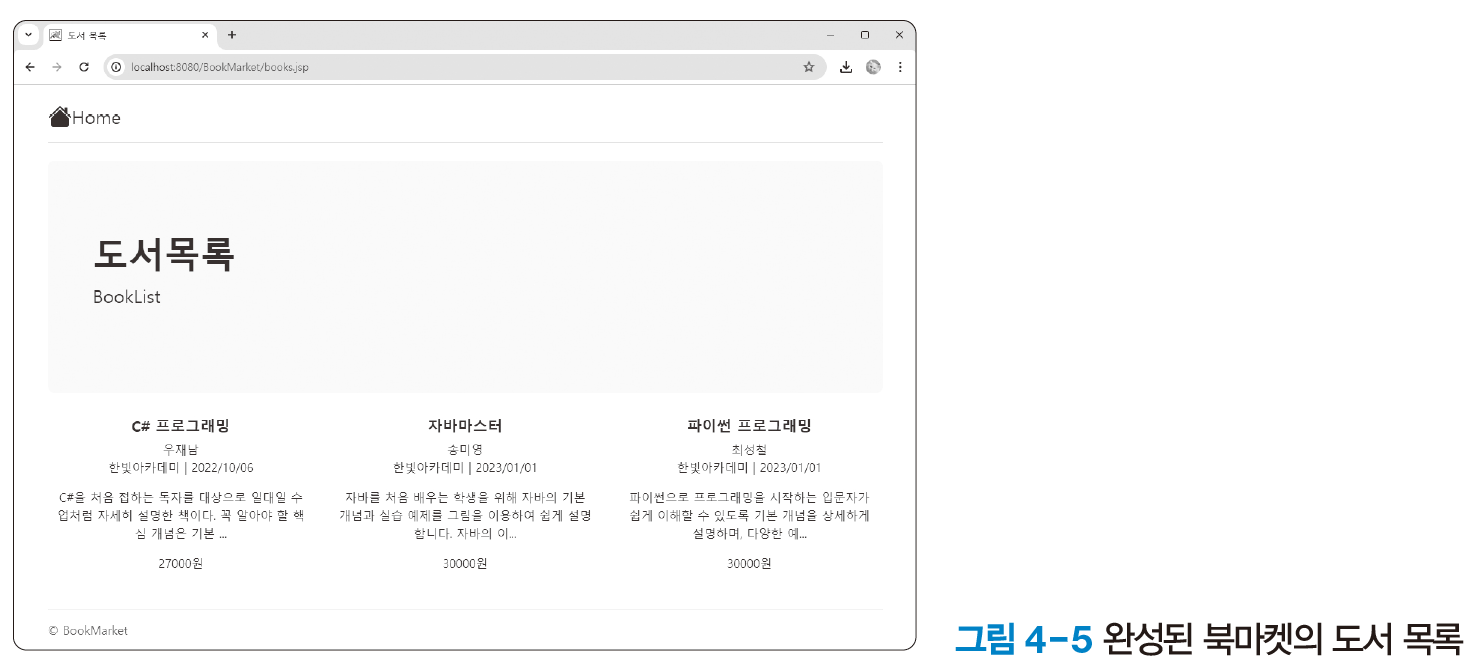 도서 목록
localhost:8080/BookMarket/books.jsp
Home
도서목록
BookList
C# 프로그래밍
우재남
한빛아카데미 | 2022/10/06
C#을 처음 접하는 독자를 대상으로 일대일 수
업처럼 자세히 설명한 책이다. 꼭 알아야 할 핵
심 개념은 기본 ...
27000원
자바마스터
송미영
한빛아카데미 | 2023/01/01
자바를 처음 배우는 학생을 위해 자바의 기본
개념과 실습 예제를 그림을 이용하여 쉽게 설명
합니다. 자바의 이...
30000원
파이썬 프로그래밍
최성철
한빛아카데미 | 2023/01/01
파이썬으로 프로그래밍을 시작하는 입문자가
쉽게 이해할 수 있도록 기본 개념을 상세하게
설명하며, 다양한 예...
30000원
© BookMarket
그림 4-5 완성된 북마켓의 도서 목록